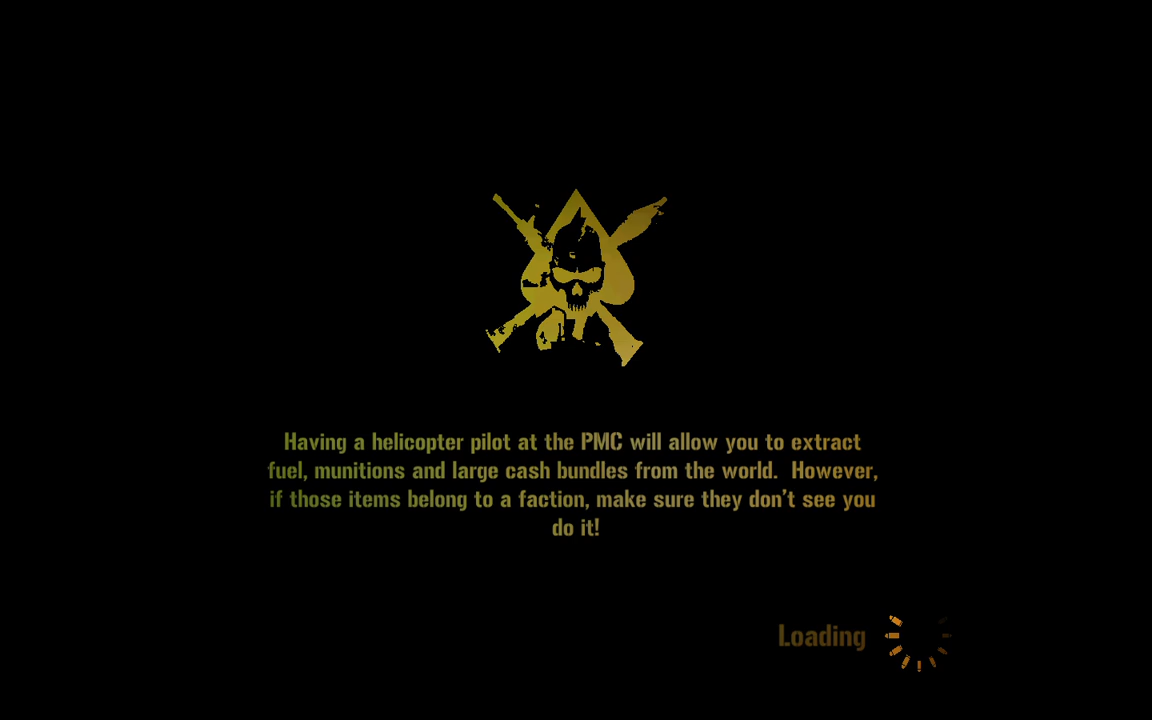 Having a helicopter pilot at the PMC will allow you to extract
fuel, munitions and large cash bundles from the world.  However,
if those items belong to a faction, make sure they don't see you
do it!
Loading